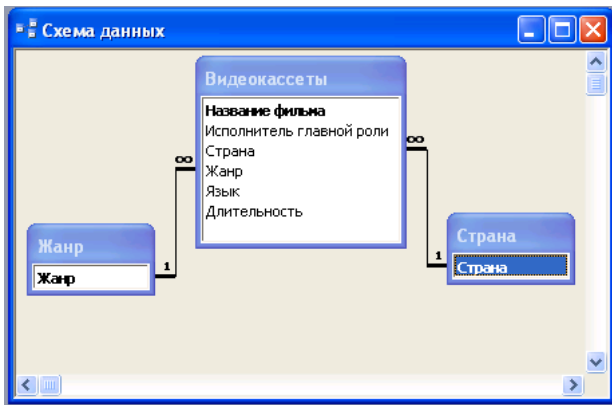 Схема данных
Видеокассеты
Название фильма
Исполнитель главной роли
Страна
Жанр
Язык
Длительность
∞
∞
Жанр
Жанр
1
Страна
Страна
1